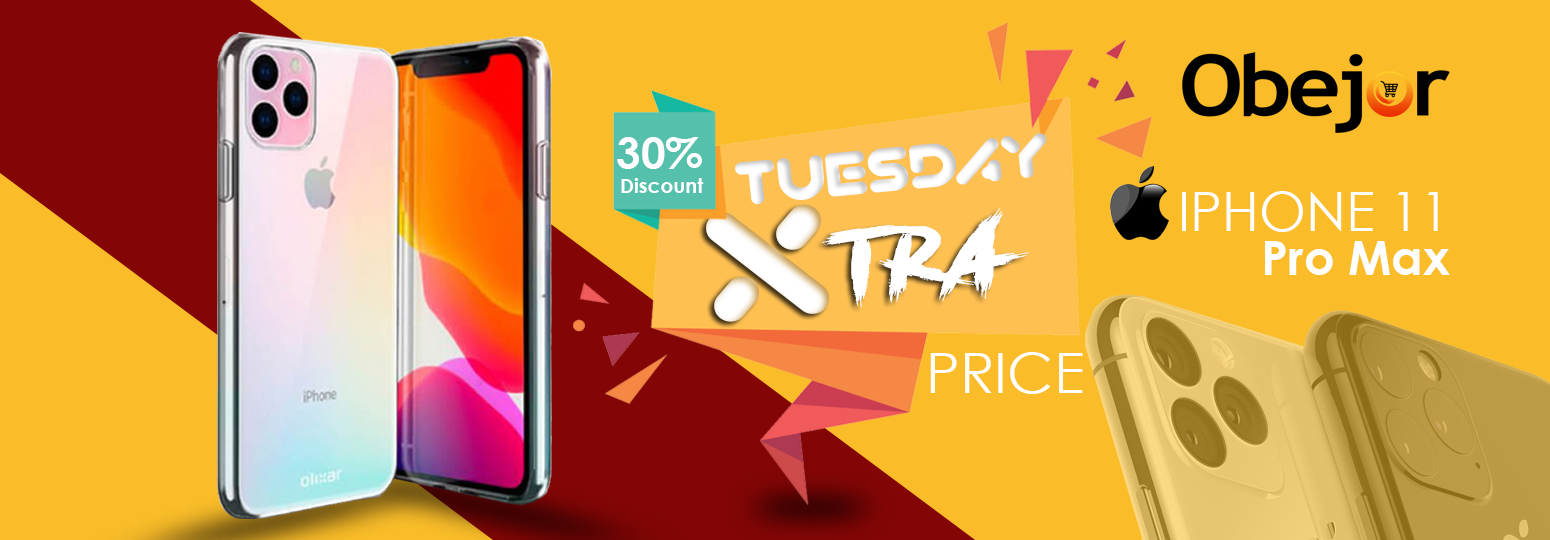 iPhone
olixar
30%
Discount
TUESDAY
XTRA
PRICE
Obejor
IPHONE 11
Pro Max